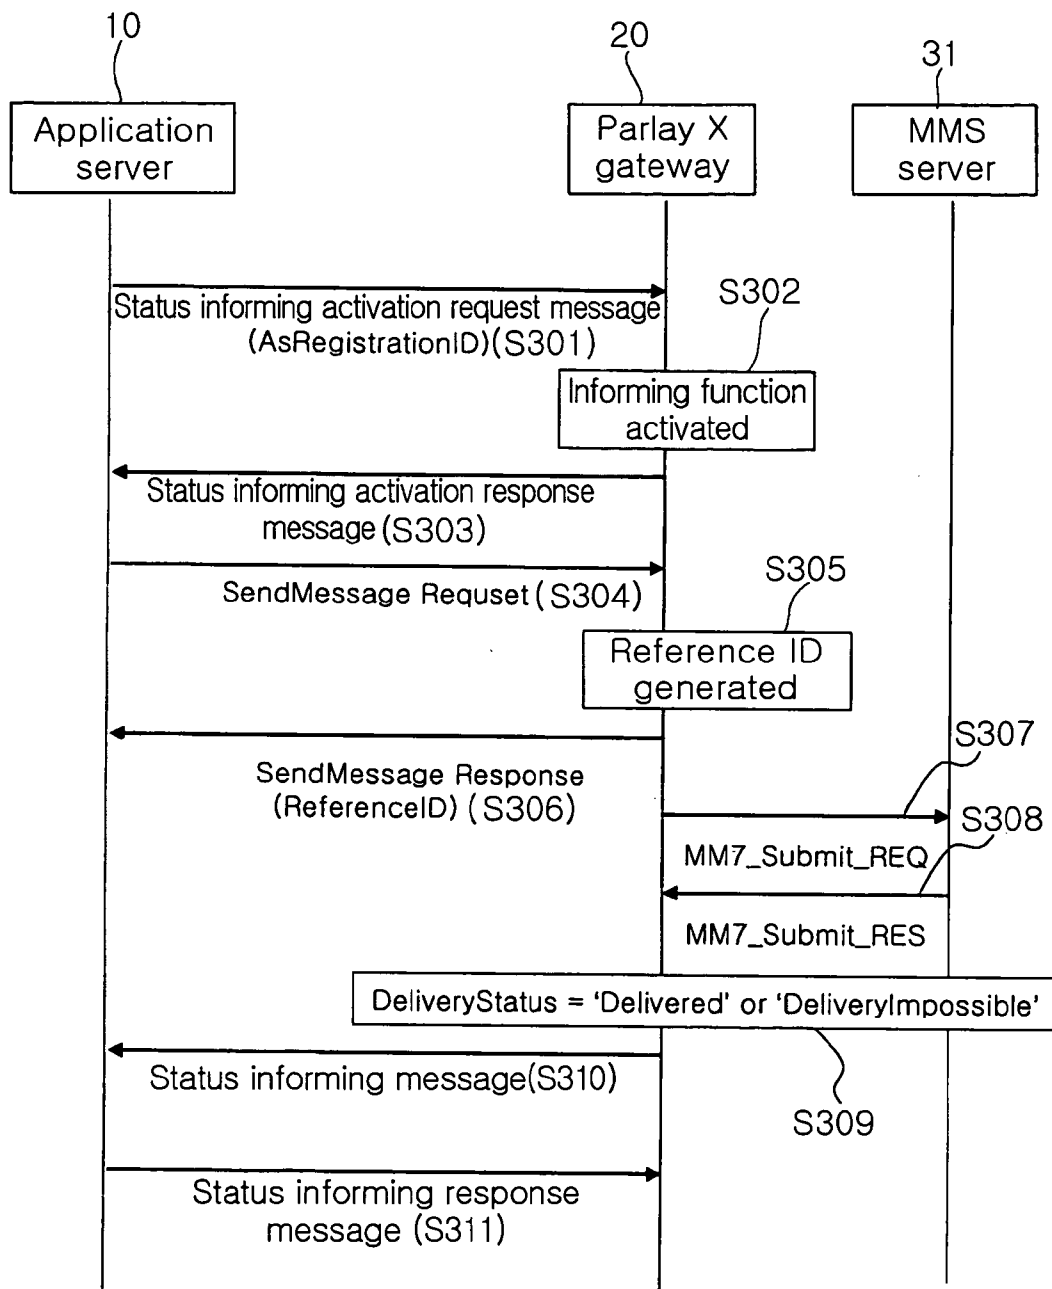 10
20
31
Application
server
Parlay X
gateway
MMS
server
Status informing activation request message
(AsRegistrationID)(S301)
S302
Informing function
activated
Status informing activation response
message(S303)
SendMessage Requset(S304)
S305
Reference ID
generated
SendMessage Response
(ReferenceID) (S306)
S307
MM7_Submit_REQ
S308
MM7_Submit_RES
DeliveryStatus = 'Delivered' or 'DeliveryImpossible'
Status informing message(S310)
S309
Status informing response
message (S311)